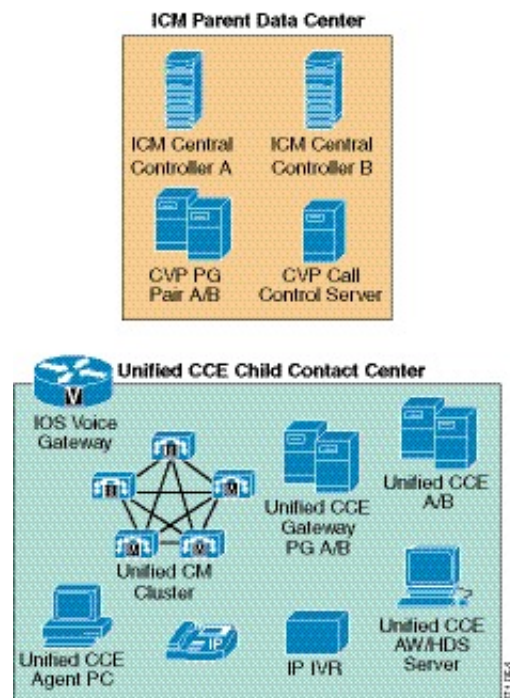 ICM Parent Data Center
ICM Central
Controller A
ICM Central
Controller B
CVP PG
Pair A/B
CVP Call
Control Server
Unified CCE Child Contact Center
V
IOS Voice
Gateway
Unified CM
Cluster
Unified CCE
Gateway
PG A/B
Unified CCE
A/B
Unified CCE
Agent PC
IP
IP IVR
Unified CCE
AW/HDS
Server